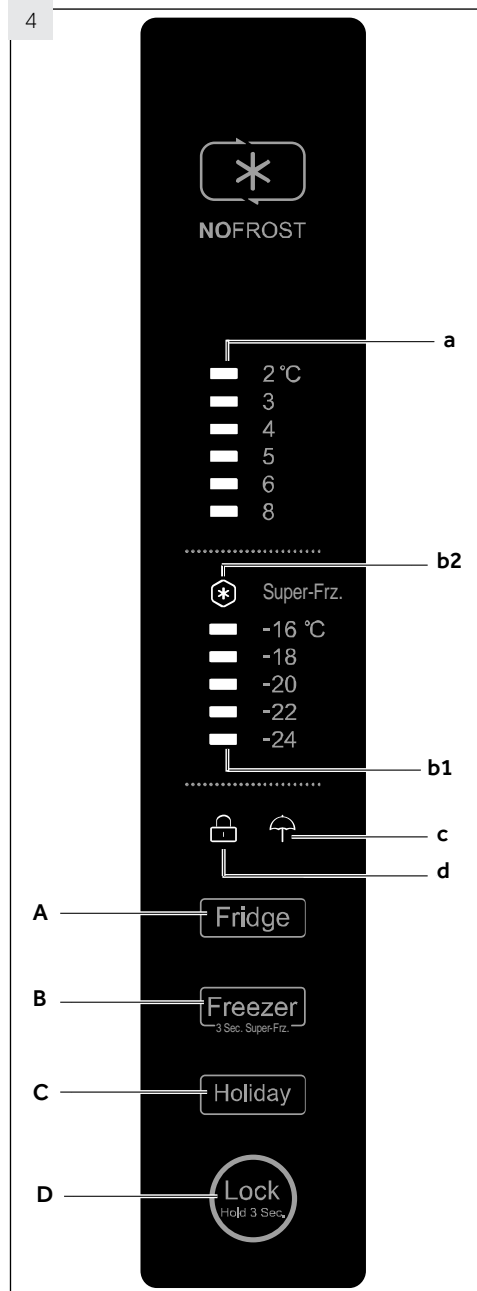 4
NOFROST
a
2 °C
3
4
5
6
8
b2
Super-Frz.
-16 °C
-18
-20
-22
-24
b1
c
d
A
Fridge
B
Freezer
3 Sec. Super-Frz.
C
Holiday
D
Lock
Hold 3 Sec.